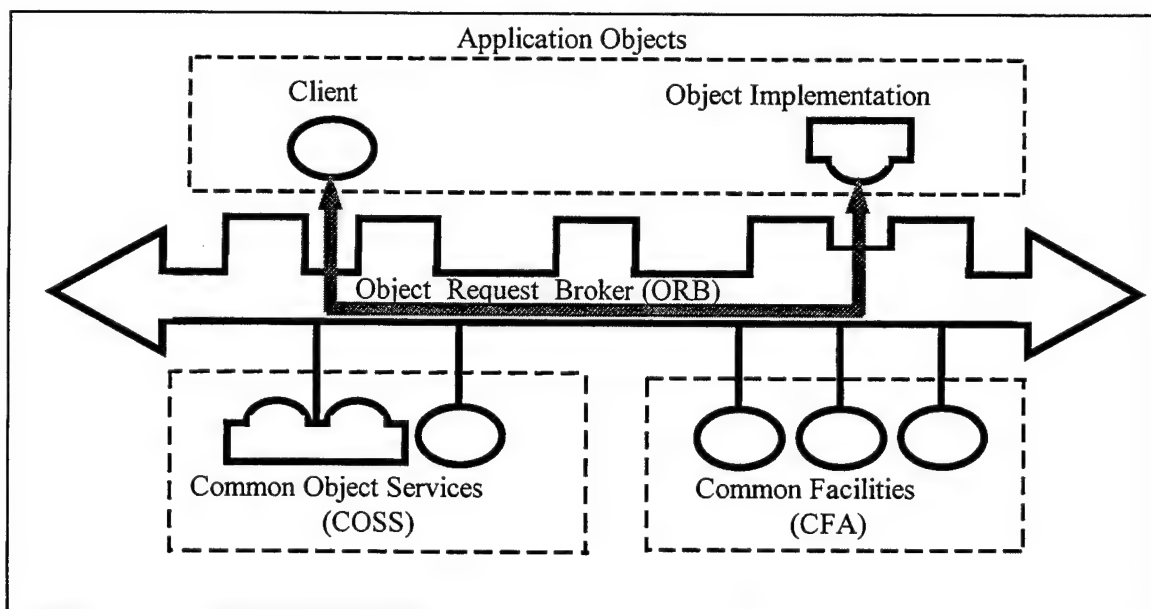 Application Objects
Client
Object Implementation
Object Request Broker (ORB)
Common Object Services
(COSS)
Common Facilities
(CFA)